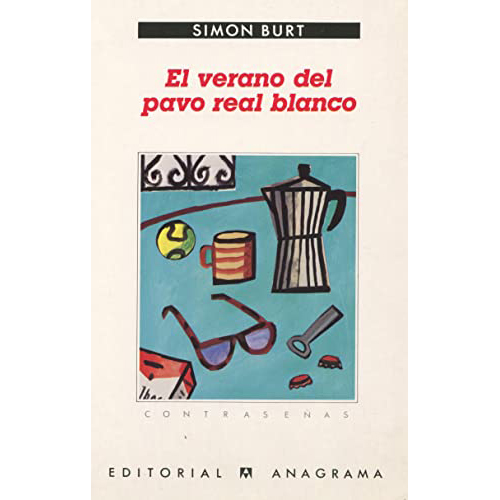 SIMON BURT
El verano del
pavo real blanco
CONTRASEÑAS
EDITORIAL ANAGRAMA